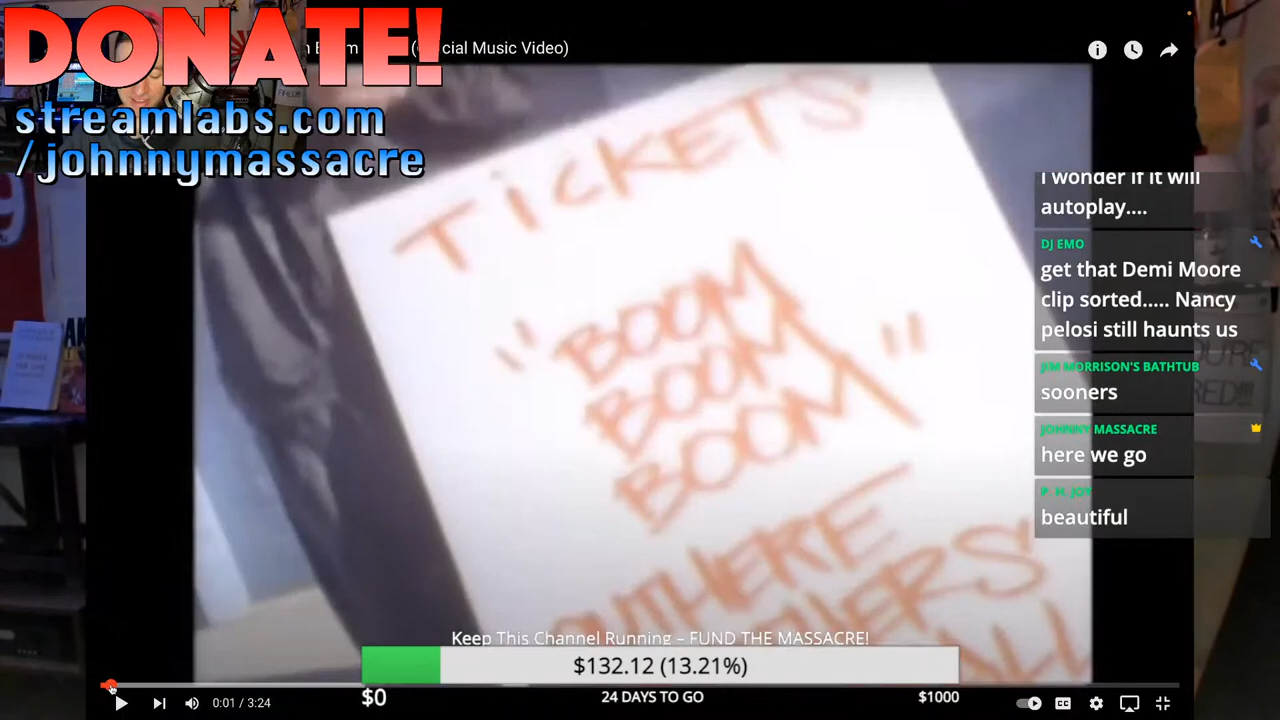 DONATE!
streamlabs.com
/johnnymassacre
cial Music Video)
TiCKETS
"BOOM
BOOM
BOOM"
OUTHERE
ALL
I wonder if it will
autoplay....
DJ EMO
get that Demi Moore
clip sorted..... Nancy
pelosi still haunts us
JIM MORRISON'S BATHTUB
sooners
JOHNNY MASSACRE
here we go
P. H. JOY
beautiful
Keep This Channel Running – FUND THE MASSACRE!
$132.12 (13.21%)
$0
24 DAYS TO GO
$1000
0:01 / 3:24